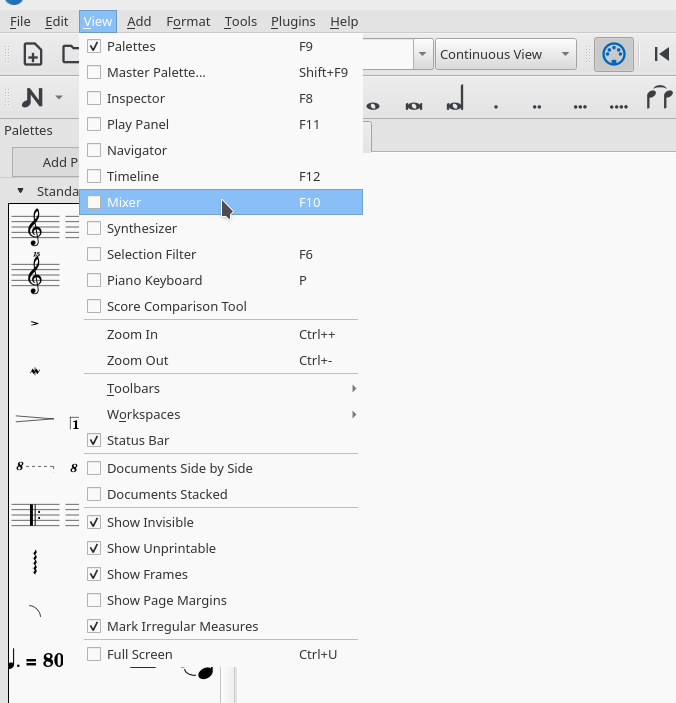 File Edit View Add Format Tools Plugins Help
Continuous View
Palettes
Add P
Standa
= 80
Palettes F9
Master Palette... Shift+F9
Inspector F8
Play Panel F11
Navigator
Timeline F12
Mixer F10
Synthesizer
Selection Filter F6
Piano Keyboard P
Score Comparison Tool
Zoom In Ctrl++
Zoom Out Ctrl+-
Toolbars
Workspaces
Status Bar
Documents Side by Side
Documents Stacked
Show Invisible
Show Unprintable
Show Frames
Show Page Margins
Mark Irregular Measures
Full Screen Ctrl+U